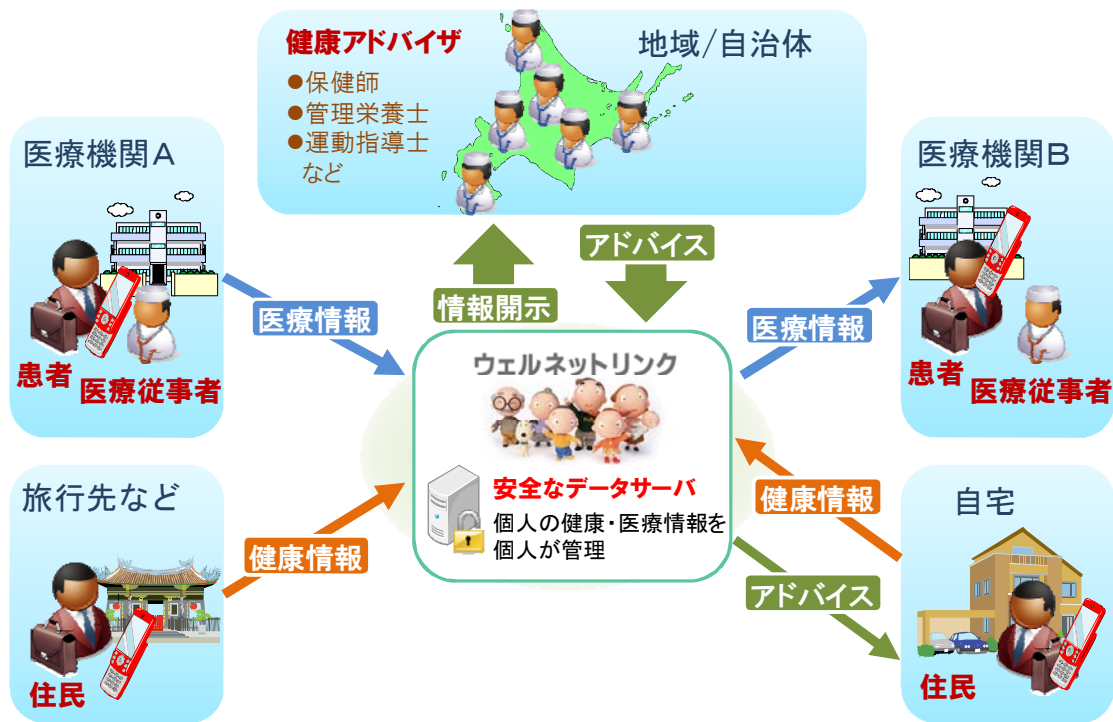 健康アドバイザ
●保健師
●管理栄養士
●運動指導士
など
地域/自治体
医療機関A
患者
医療従事者
医療機関B
患者
医療従事者
医療情報
情報開示
アドバイス
医療情報
ウェルネットリンク
安全なデータサーバ
個人の健康・医療情報を
個人が管理
旅行先など
住民
健康情報
健康情報
アドバイス
自宅
住民